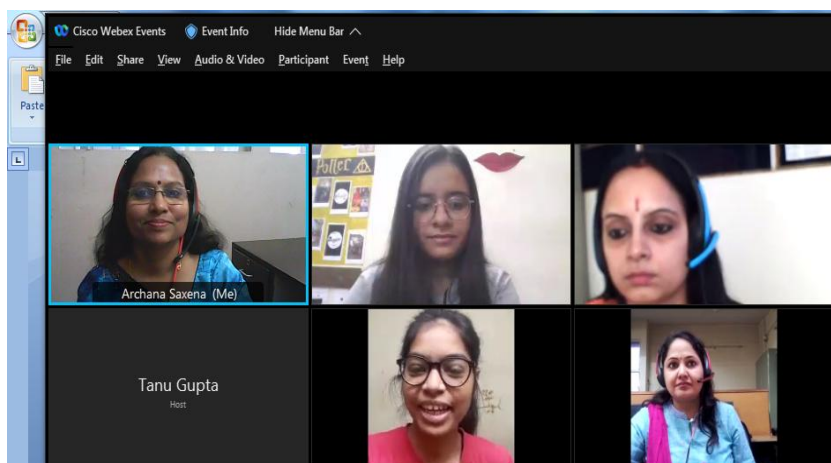 Cisco Webex Events Event Info Hide Menu Bar
File Edit Share View Audio & Video Participant Event Help
Paste
Potter
Archana Saxena (Me)
Tanu Gupta
Host